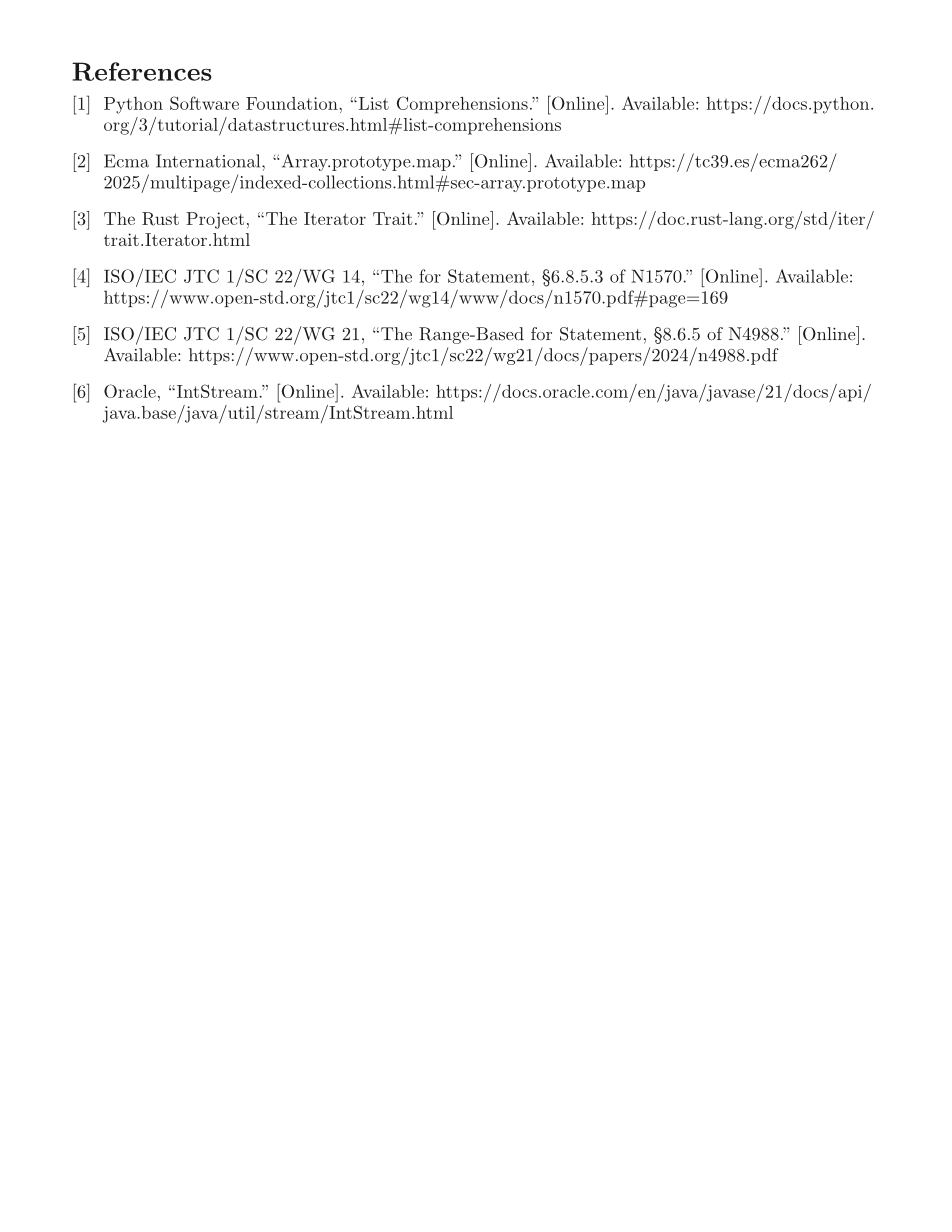 References
[1] Python Software Foundation, “List Comprehensions.” [Online]. Available: https://docs.python.
org/3/tutorial/datastructures.html#list-comprehensions
[2] Ecma International, “Array.prototype.map.” [Online]. Available: https://tc39.es/ecma262/
2025/multipage/indexed-collections.html#sec-array.prototype.map
[3] The Rust Project, “The Iterator Trait.” [Online]. Available: https://doc.rust-lang.org/std/iter/
trait.Iterator.html
[4] ISO/IEC JTC 1/SC 22/WG 14, “The for Statement, §6.8.5.3 of N1570.” [Online]. Available:
https://www.open-std.org/jtc1/sc22/wg14/www/docs/n1570.pdf#page=169
[5] ISO/IEC JTC 1/SC 22/WG 21, “The Range-Based for Statement, §8.6.5 of N4988.” [Online].
Available: https://www.open-std.org/jtc1/sc22/wg21/docs/papers/2024/n4988.pdf
[6] Oracle, “IntStream.” [Online]. Available: https://docs.oracle.com/en/java/javase/21/docs/api/
java.base/java/util/stream/IntStream.html